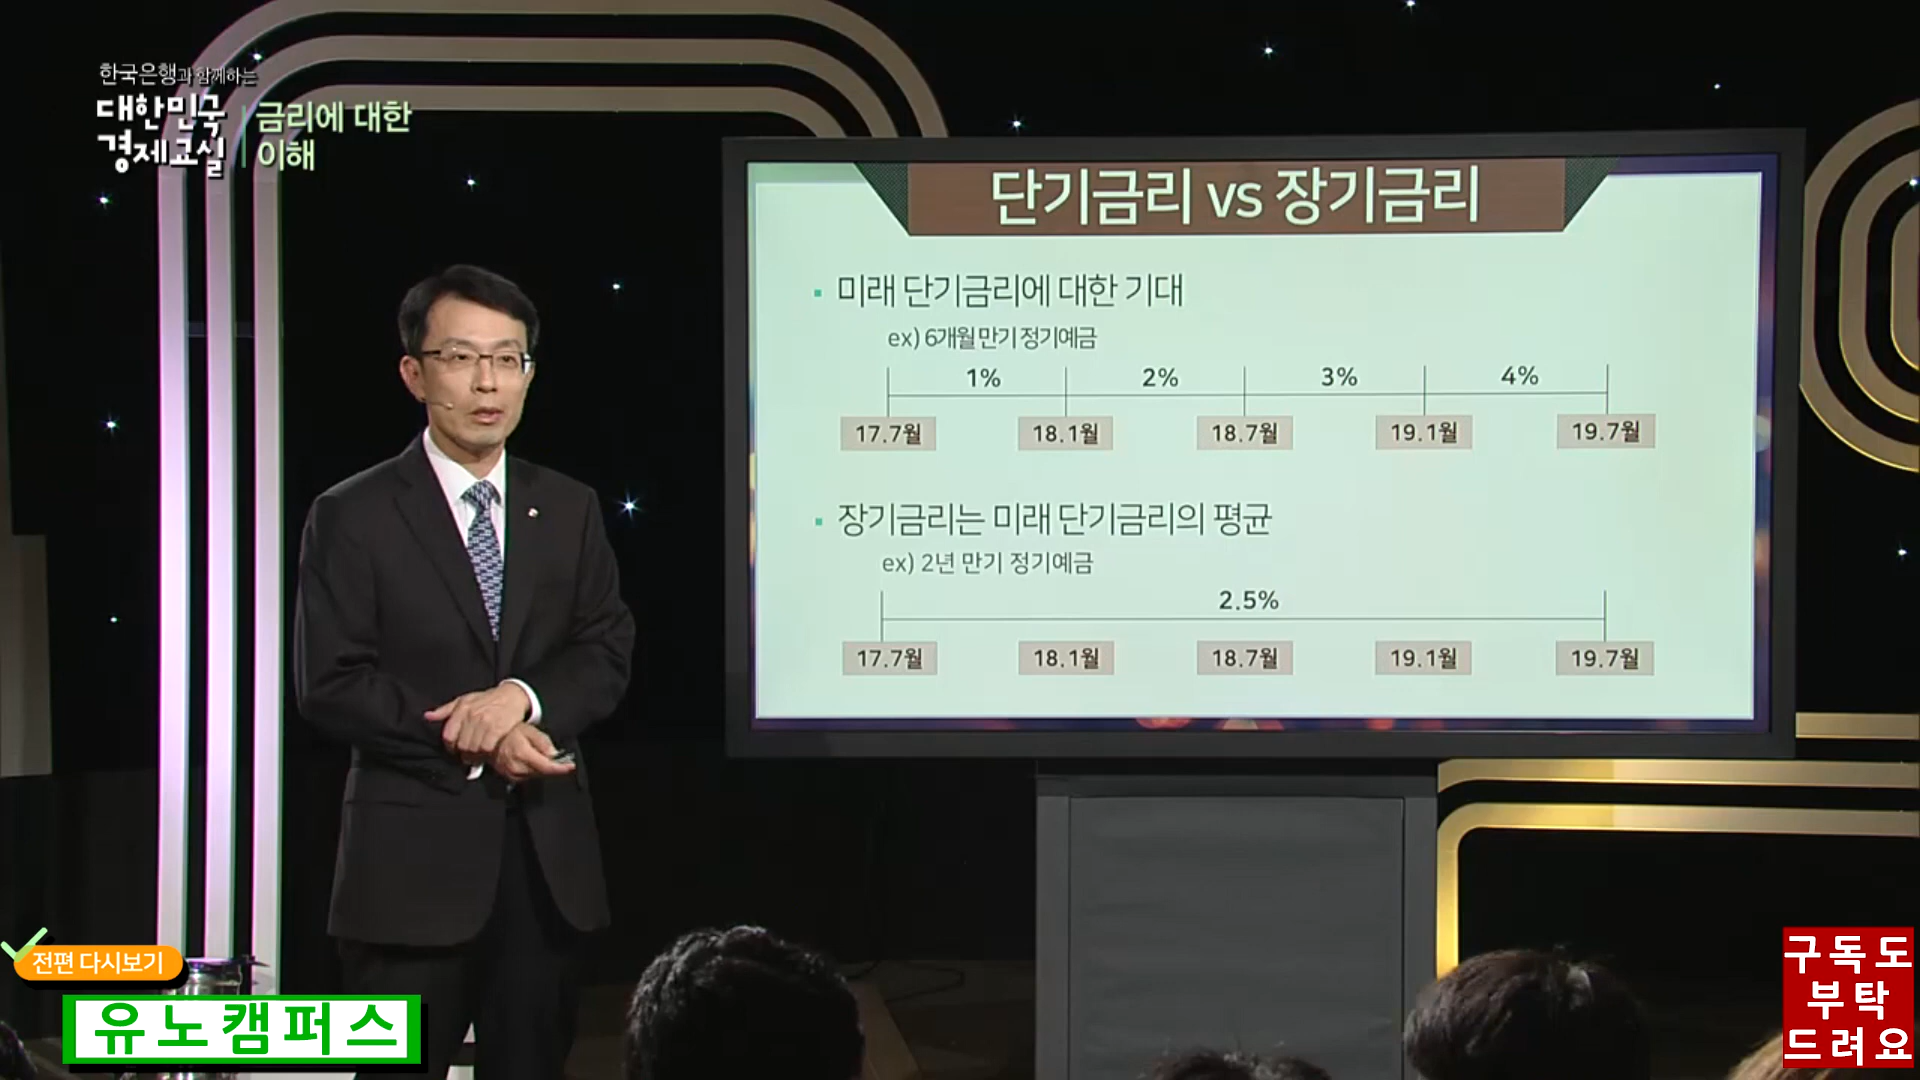 한국은행과 함께하는
대한민국
경제교실
금리에 대한
이해
단기금리 vs 장기금리
▪ 미래 단기금리에 대한 기대
ex) 6개월 만기 정기예금
1% 2% 3% 4%
17.7월 18.1월 18.7월 19.1월 19.7월
▪ 장기금리는 미래 단기금리의 평균
ex) 2년 만기 정기예금
2.5%
17.7월 18.1월 18.7월 19.1월 19.7월
전편 다시보기
유노캠퍼스
구독도
부탁
드려요